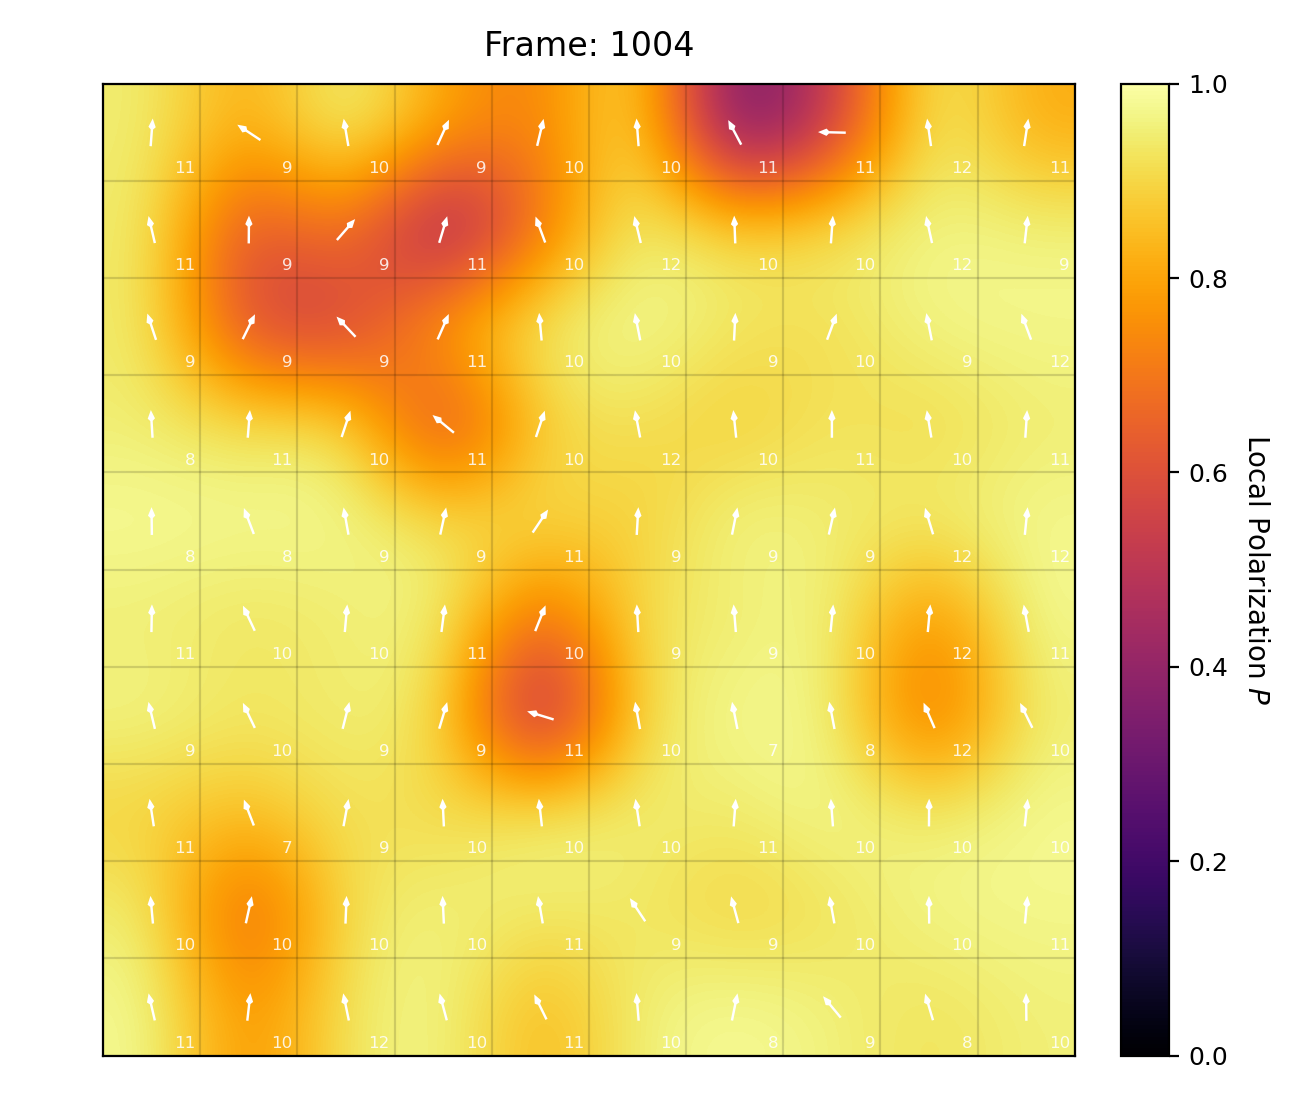 Frame: 1004
11 9 10 9 10 10 11 11 12 11
11 9 9 11 10 12 10 10 12 9
9 9 9 11 10 10 9 10 9 12
8 11 10 11 10 12 10 11 10 11
8 8 9 9 11 9 9 9 12 12
11 10 10 11 10 9 9 10 12 11
9 10 9 9 11 10 7 8 12 10
11 7 9 10 10 10 11 10 10 10
10 10 10 10 11 9 9 10 10 11
11 10 12 10 11 10 8 9 8 10
1.0
0.8
0.6
0.4
0.2
0.0
Local Polarization P